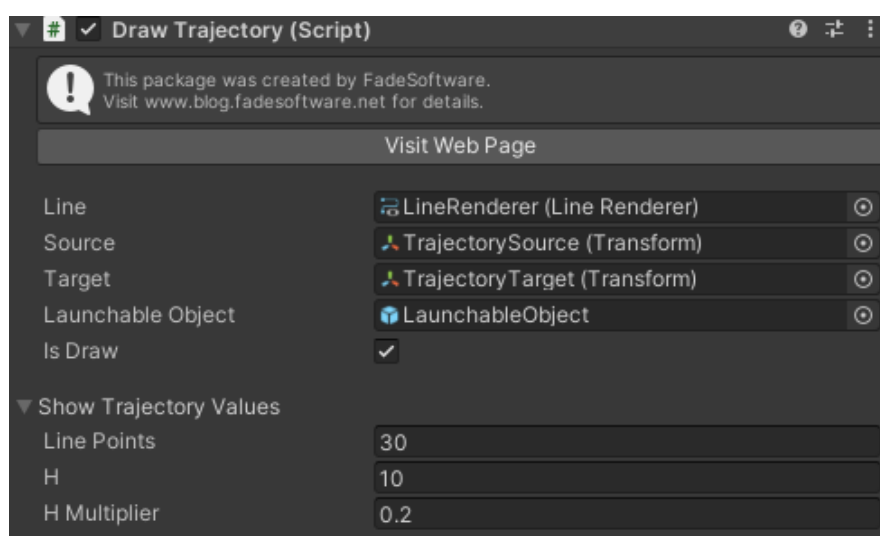 Draw Trajectory (Script)
This package was created by FadeSoftware.
Visit www.blog.fadesoftware.net for details.
Visit Web Page
Line LineRenderer (Line Renderer)
Source TrajectorySource (Transform)
Target TrajectoryTarget (Transform)
Launchable Object LaunchableObject
Is Draw
Show Trajectory Values
Line Points 30
H 10
H Multiplier 0.2